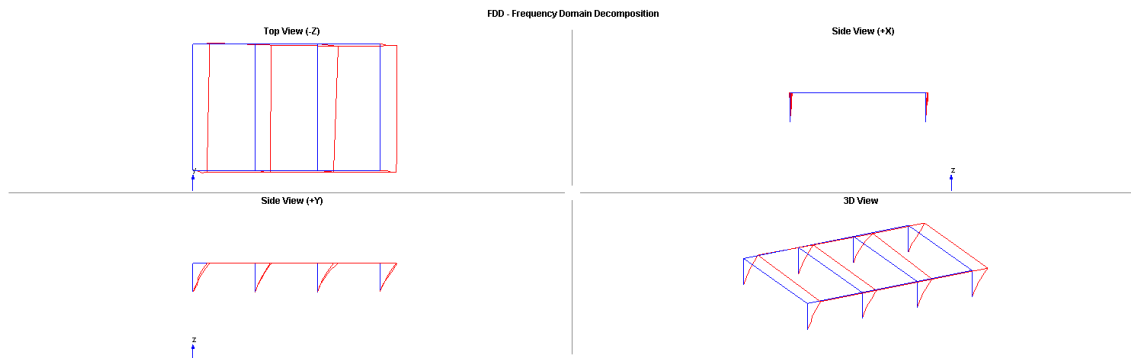 FDD - Frequency Domain Decomposition
Top View (-Z)
Side View (+X)
z
Side View (+Y)
3D View
z